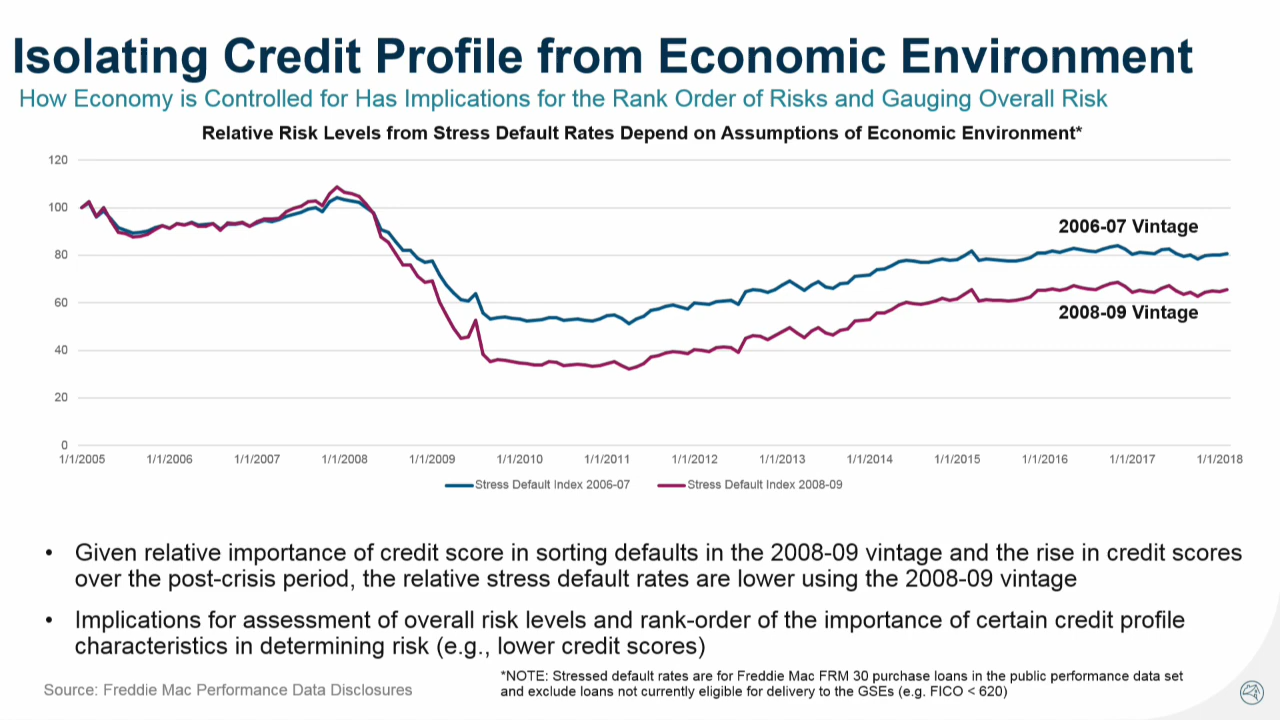 Isolating Credit Profile from Economic Environment
How Economy is Controlled for Has Implications for the Rank Order of Risks and Gauging Overall Risk
Relative Risk Levels from Stress Default Rates Depend on Assumptions of Economic Environment*
120
100
80
60
40
20
0
2006-07 Vintage
2008-09 Vintage
1/1/2005 1/1/2006 1/1/2007 1/1/2008 1/1/2009 1/1/2010 1/1/2011 1/1/2012 1/1/2013 1/1/2014 1/1/2015 1/1/2016 1/1/2017 1/1/2018
Stress Default Index 2006-07 Stress Default Index 2008-09
• Given relative importance of credit score in sorting defaults in the 2008-09 vintage and the rise in credit scores
over the post-crisis period, the relative stress default rates are lower using the 2008-09 vintage
• Implications for assessment of overall risk levels and rank-order of the importance of certain credit profile
characteristics in determining risk (e.g., lower credit scores)
*NOTE: Stressed default rates are for Freddie Mac FRM 30 purchase loans in the public performance data set
and exclude loans not currently eligible for delivery to the GSEs (e.g. FICO < 620)
Source: Freddie Mac Performance Data Disclosures